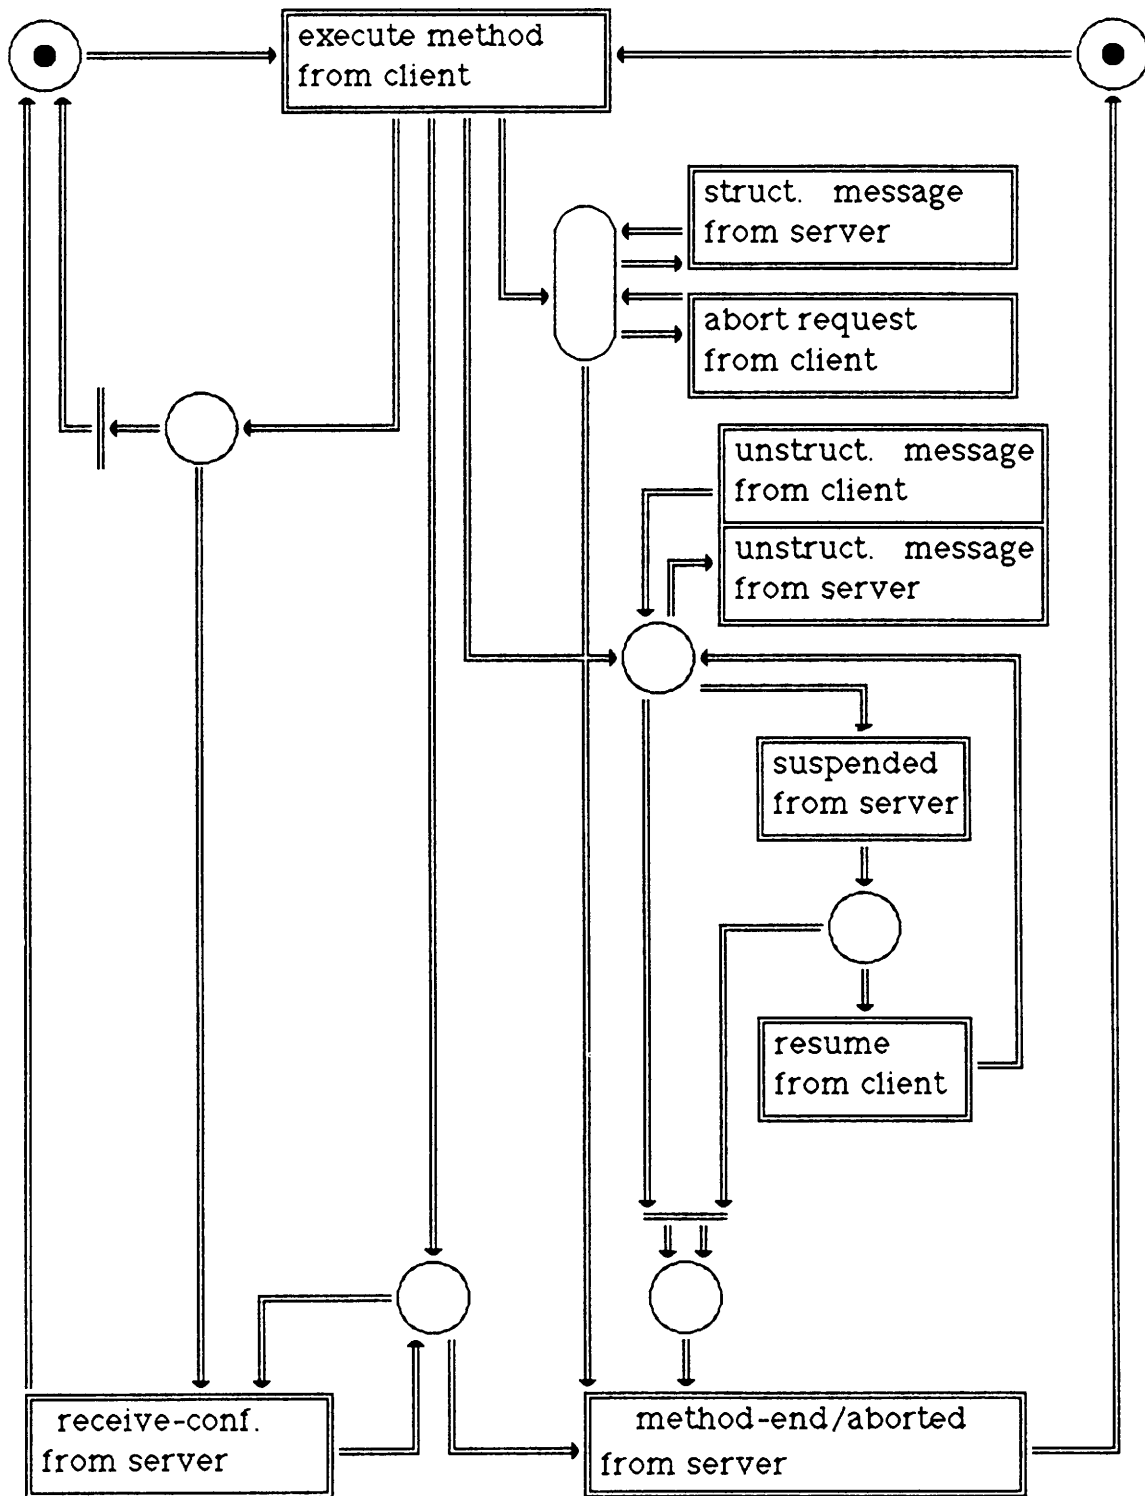 execute method
from client
struct. message
from server
abort request
from client
unstruct. message
from client
unstruct. message
from server
suspended
from server
resume
from client
receive-conf.
from server
method-end/aborted
from server